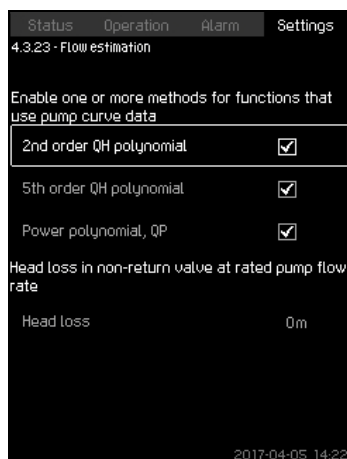 Status Operation Alarm Settings
4.3.23 - Flow estimation
Enable one or more methods for functions that
use pump curve data
2nd order QH polynomial
5th order QH polynomial
Power polynomial, QP
Head loss in non-return valve at rated pump flow
rate
Head loss 0m
2017-04-05 14:22